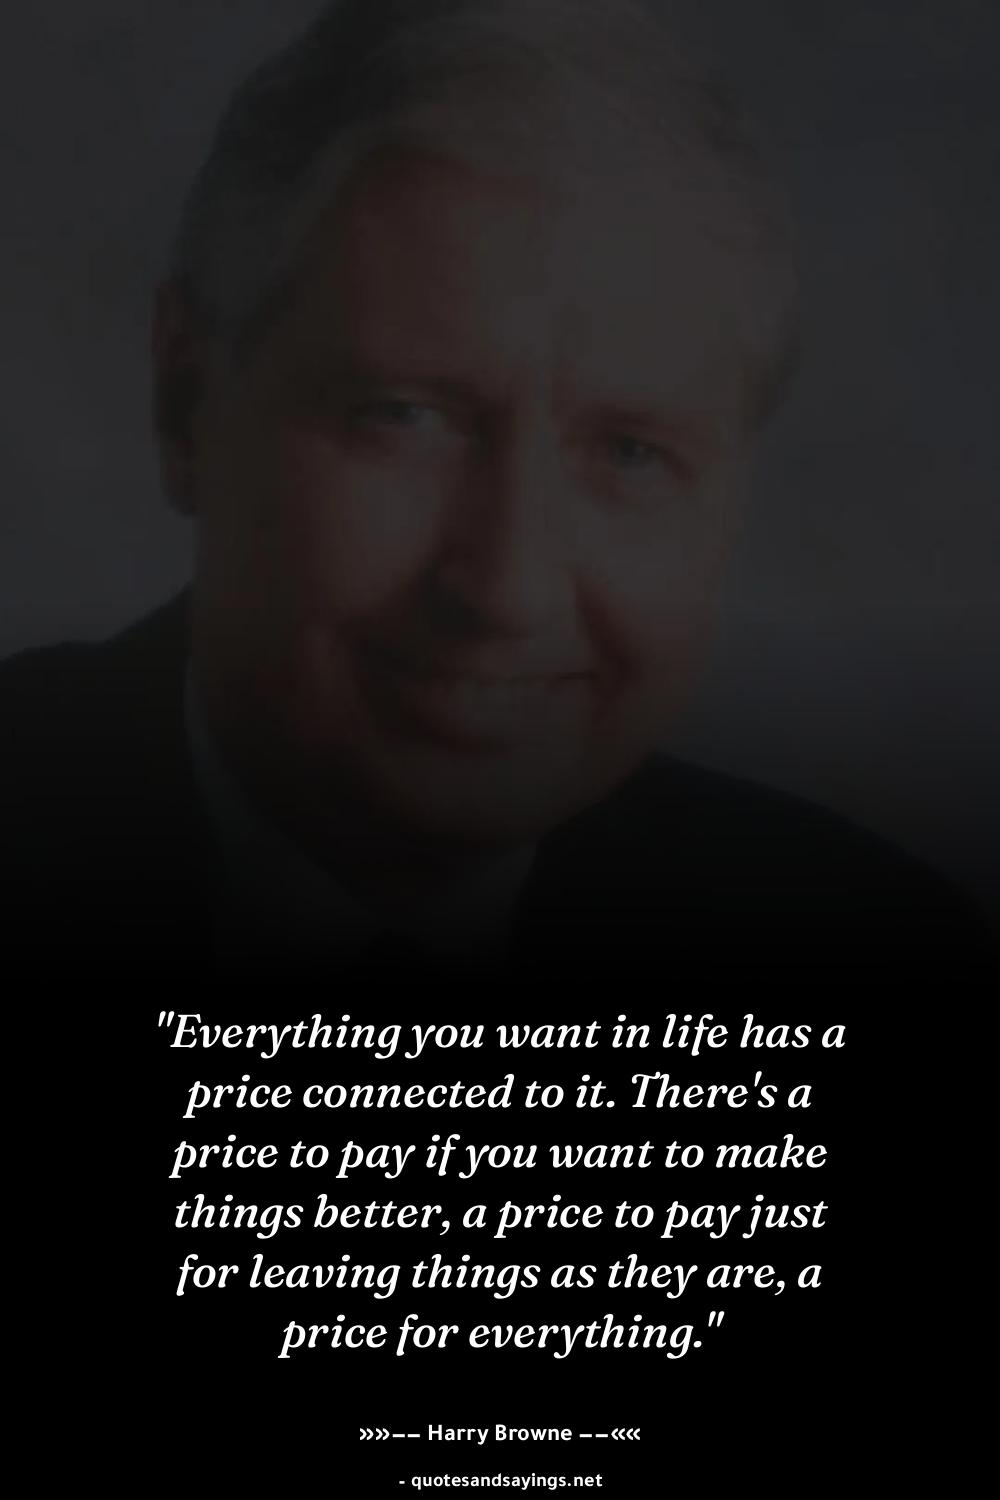 "Everything you want in life has a
price connected to it. There's a
price to pay if you want to make
things better, a price to pay just
for leaving things as they are, a
price for everything."
»»−− Harry Browne −−««
- quotesandsayings.net